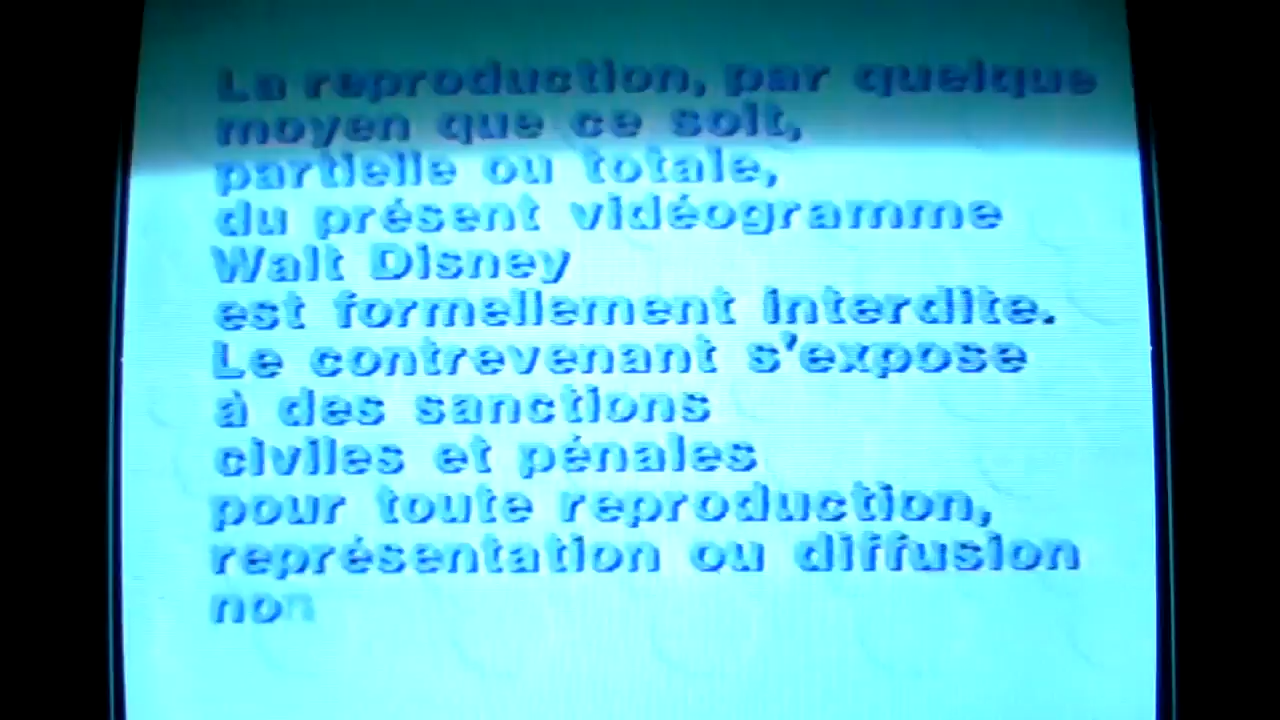 La reproduction, par quelque
moyen que ce soit,
partielle ou totale,
du présent vidéogramme
Walt Disney
est formellement interdite.
Le contrevenant s'expose
à des sanctions
civiles et pénales
pour toute reproduction,
représentation ou diffusion
non